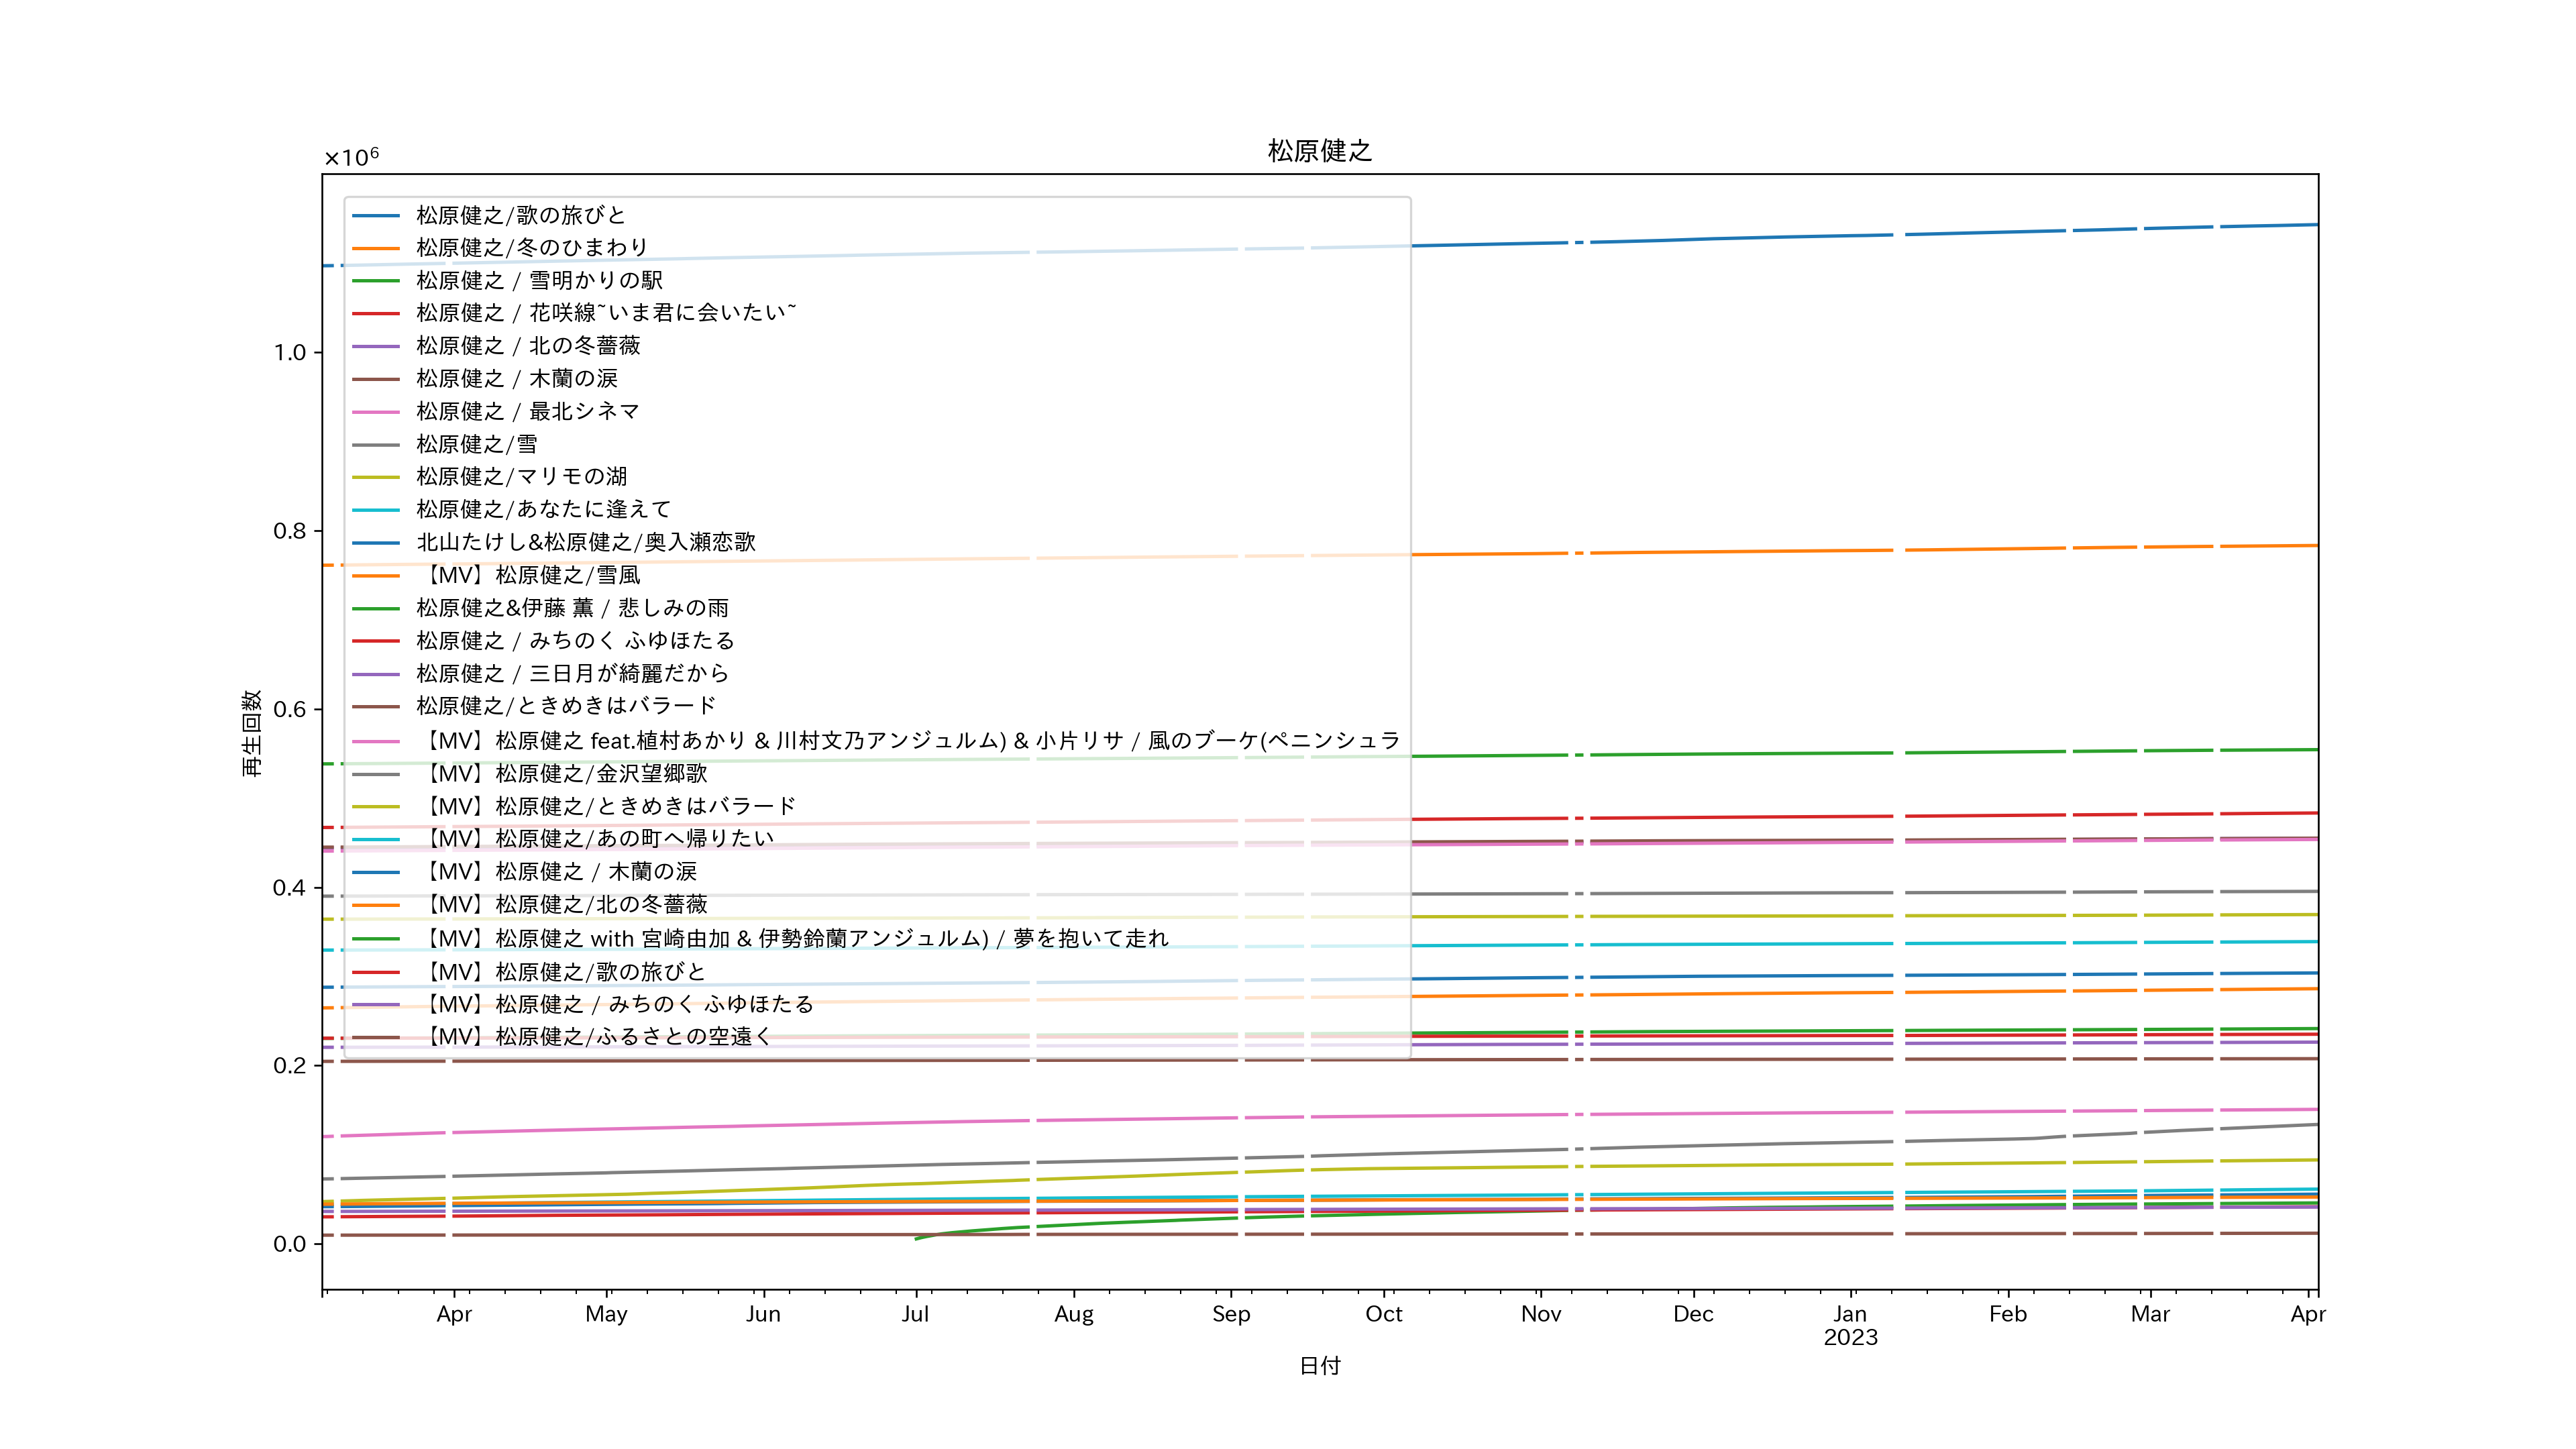 松原健之
×10⁶
松原健之/歌の旅びと
松原健之/冬のひまわり
松原健之 / 雪明かりの駅
松原健之 / 花咲線~いま君に会いたい~
松原健之 / 北の冬薔薇
松原健之 / 木蘭の涙
松原健之 / 最北シネマ
松原健之/雪
松原健之/マリモの湖
松原健之/あなたに逢えて
北山たけし&松原健之/奥入瀬恋歌
【MV】松原健之/雪風
松原健之&伊藤 薫 / 悲しみの雨
松原健之 / みちのく ふゆほたる
松原健之 / 三日月が綺麗だから
松原健之/ときめきはバラード
【MV】松原健之 feat.植村あかり & 川村文乃アンジュルム) & 小片リサ / 風のブーケ(ペニンシュラ
【MV】松原健之/金沢望郷歌
【MV】松原健之/ときめきはバラード
【MV】松原健之/あの町へ帰りたい
【MV】松原健之 / 木蘭の涙
【MV】松原健之/北の冬薔薇
【MV】松原健之 with 宮崎由加 & 伊勢鈴蘭アンジュルム) / 夢を抱いて走れ
【MV】松原健之/歌の旅びと
【MV】松原健之 / みちのく ふゆほたる
【MV】松原健之/ふるさとの空遠く
1.0
0.8
0.6
0.4
0.2
0.0
再生回数
Apr May Jun Jul Aug Sep Oct Nov Dec Jan Feb Mar Apr
2023
日付